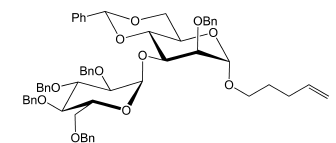 Ph O OBn
O O
BnO O O
BnO O
BnO O
OBn